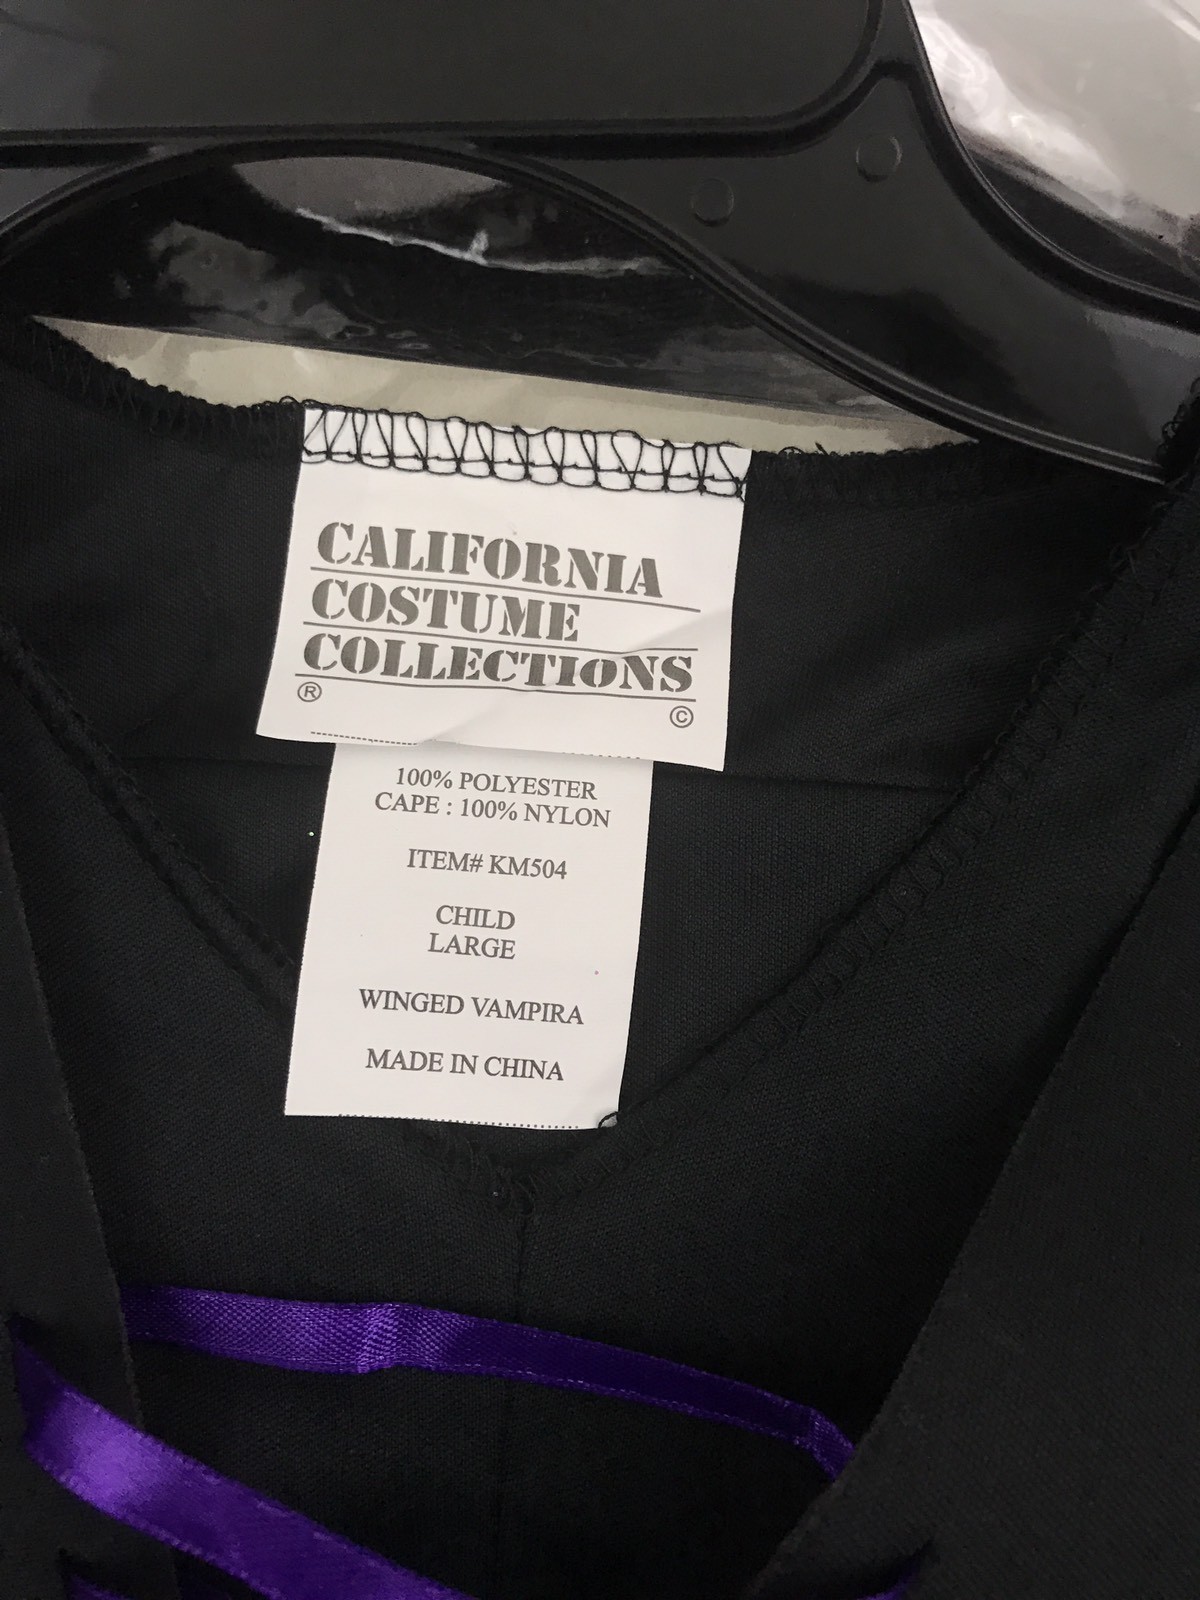 CALIFORNIA
COSTUME
COLLECTIONS
® ©
100% POLYESTER
CAPE : 100% NYLON
ITEM# KM504
CHILD
LARGE
WINGED VAMPIRA
MADE IN CHINA